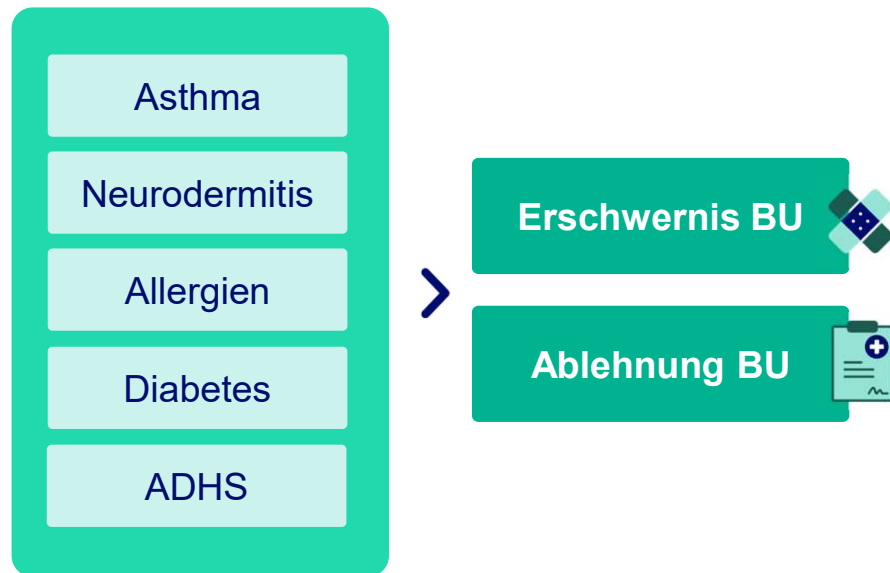 Asthma
Neurodermitis
Allergien
Diabetes
ADHS
Erschwernis BU
Ablehnung BU